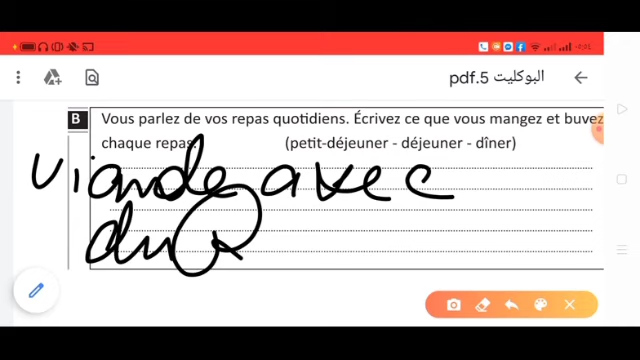 البوكليت 5.pdf
B Vous parlez de vos repas quotidiens. Écrivez ce que vous mangez et buvez
chaque repas. (petit-déjeuner - déjeuner - dîner)
viande avec
du